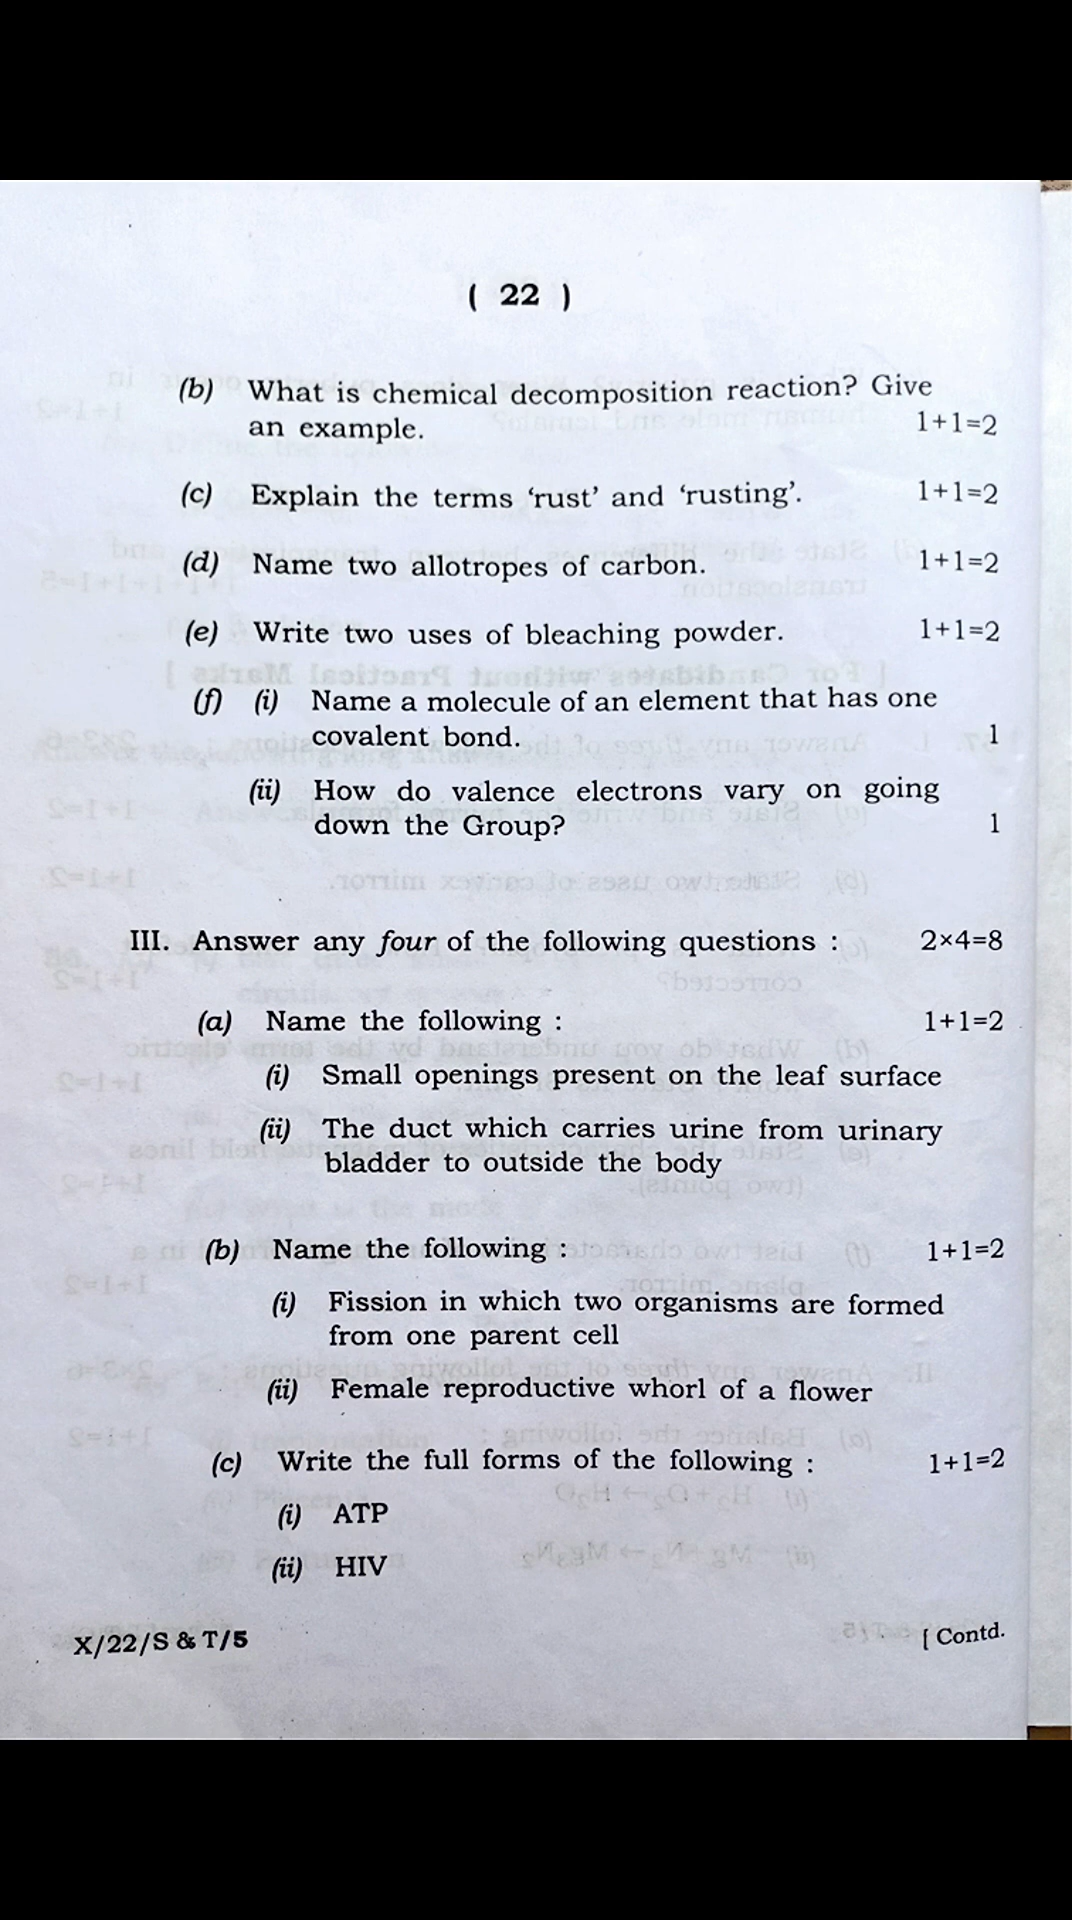 ( 22 )
(b) What is chemical decomposition reaction? Give
an example. 1+1=2
(c) Explain the terms ‘rust’ and ‘rusting’. 1+1=2
(d) Name two allotropes of carbon. 1+1=2
(e) Write two uses of bleaching powder. 1+1=2
(f) (i) Name a molecule of an element that has one
covalent bond. 1
(ii) How do valence electrons vary on going
down the Group? 1
III. Answer any four of the following questions : 2×4=8
(a) Name the following : 1+1=2
(i) Small openings present on the leaf surface
(ii) The duct which carries urine from urinary
bladder to outside the body
(b) Name the following : 1+1=2
(i) Fission in which two organisms are formed
from one parent cell
(ii) Female reproductive whorl of a flower
(c) Write the full forms of the following : 1+1=2
(i) ATP
(ii) HIV
X/22/S & T/5 [ Contd.